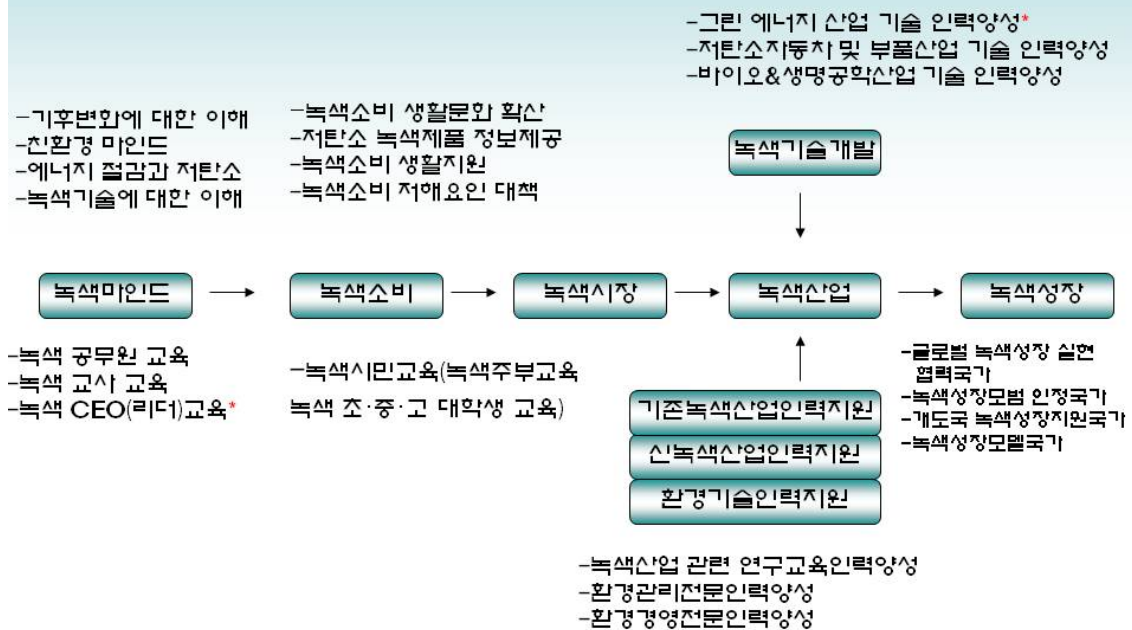 -그린 에너지 산업 기술 인력양성*
-저탄소자동차 및 부품산업 기술 인력양성
-바이오&생명공학산업 기술 인력양성
-기후변화에 대한 이해
-친환경 마인드
-에너지 절감과 저탄소
-녹색기술에 대한 이해
-녹색소비 생활문화 확산
-저탄소 녹색제품 정보제공
-녹색소비 생활지원
-녹색소비 저해요인 대책
녹색기술개발
녹색마인드
녹색소비
녹색시장
녹색산업
녹색성장
-녹색 공무원 교육
-녹색 교사 교육
-녹색 CEO(리더)교육*
-녹색시민교육(녹색주부교육
녹색 초·중·고 대학생 교육)
기존녹색산업인력지원
신녹색산업인력지원
환경기술인력지원
-글로벌 녹색성장 실현
협력국가
-녹색성장모범 인정국가
-개도국 녹색성장지원국가
-녹색성장모델국가
-녹색산업 관련 연구교육인력양성
-환경관리전문인력양성
-환경경영전문인력양성